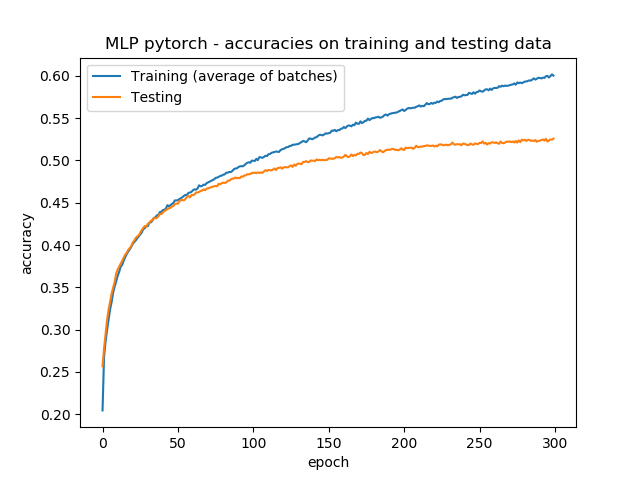 MLP pytorch - accuracies on training and testing data
Training (average of batches)
Testing
accuracy
0.60
0.55
0.50
0.45
0.40
0.35
0.30
0.25
0.20
0 50 100 150 200 250 300
epoch